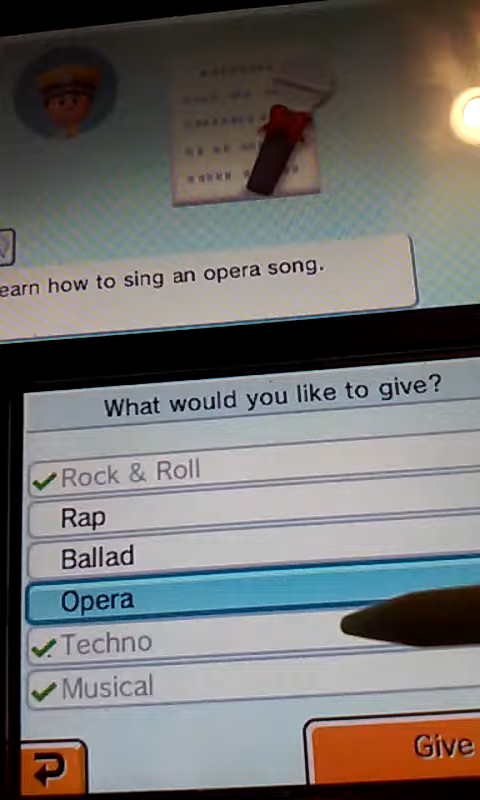 earn how to sing an opera song.
What would you like to give?
Rock & Roll
Rap
Ballad
Opera
Techno
Musical
Give